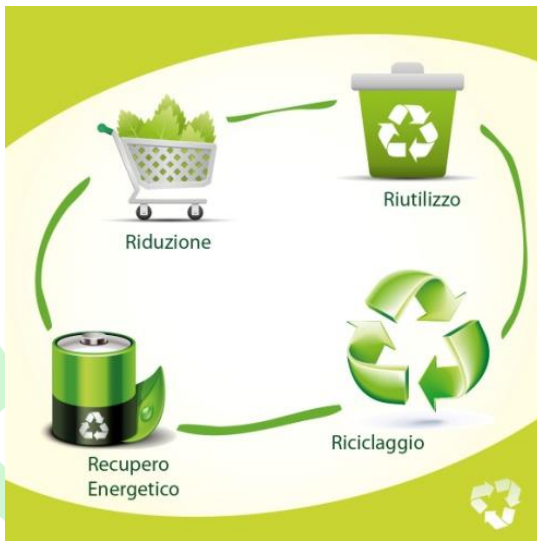 Riduzione
Riutilizzo
Riciclaggio
Recupero
Energetico